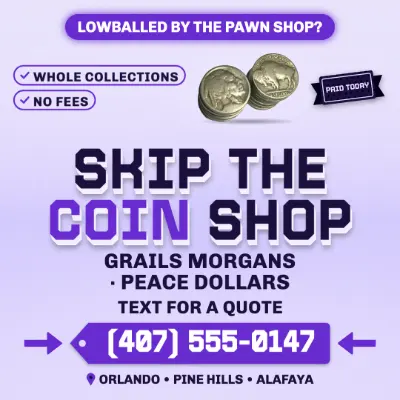 LOWBALLED BY THE PAWN SHOP?
WHOLE COLLECTIONS
NO FEES
PAID TODAY
SKIP THE
COIN SHOP
GRAILS MORGANS
· PEACE DOLLARS
TEXT FOR A QUOTE
(407) 555-0147
ORLANDO • PINE HILLS • ALAFAYA